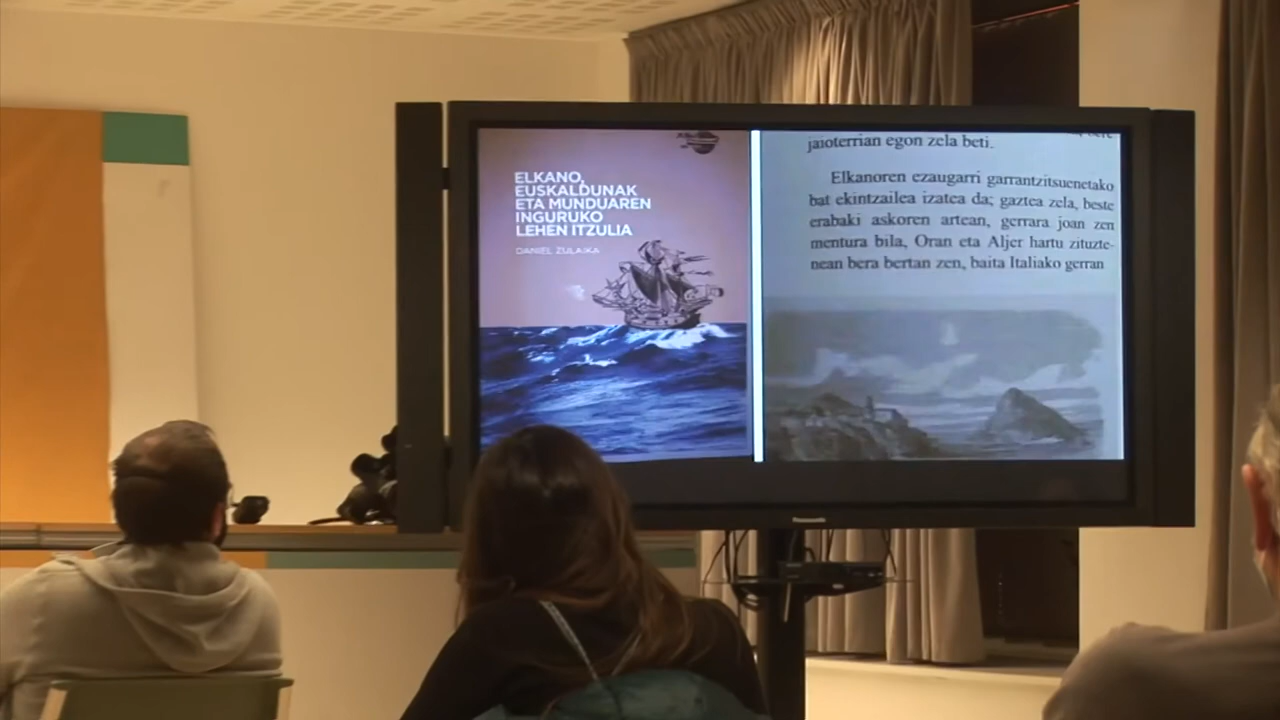 ELKANO,
EUSKALDUNAK
ETA MUNDUAREN
INGURUKO
LEHEN ITZULIA
DANIEL ZULAIKA
jaioterrian egon zela beti.
Elkanoren ezaugarri garrantzitsuenetako
bat ekintzailea izatea da; gaztea zela, beste
erabaki askoren artean, gerrara joan zen
mentura bila, Oran eta Aljer hartu zituzte-
nean bera bertan zen, baita Italiako gerran
Panasonic